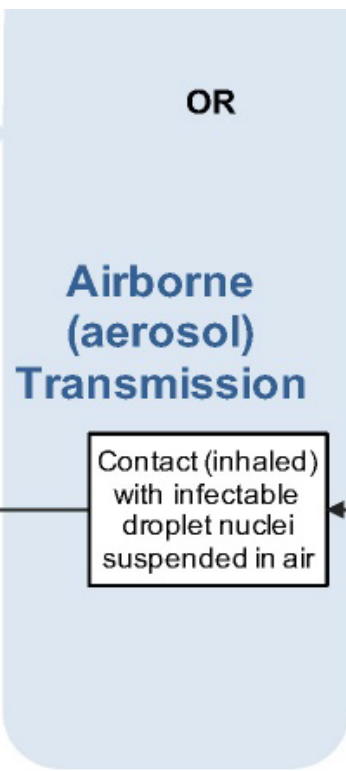 OR
Airborne
(aerosol)
Transmission
Contact (inhaled)
with infectable
droplet nuclei
suspended in air